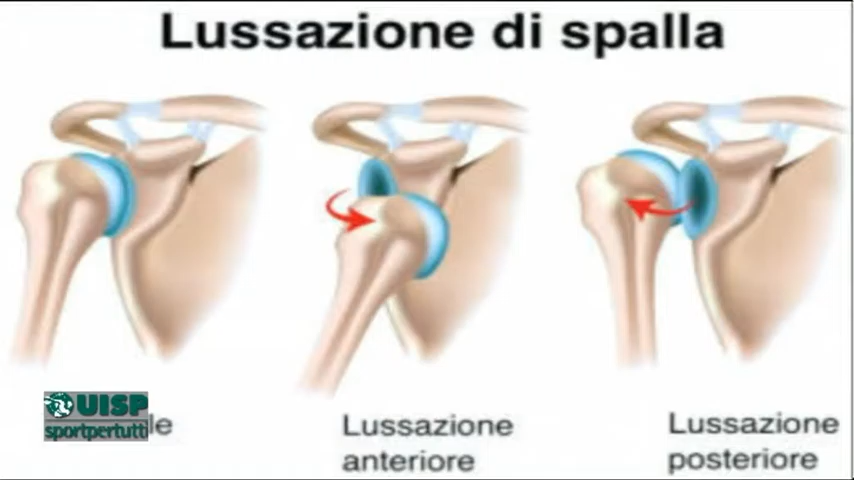 Lussazione di spalla
UISP
sportpertutti
Lussazione
anteriore
Lussazione
posteriore